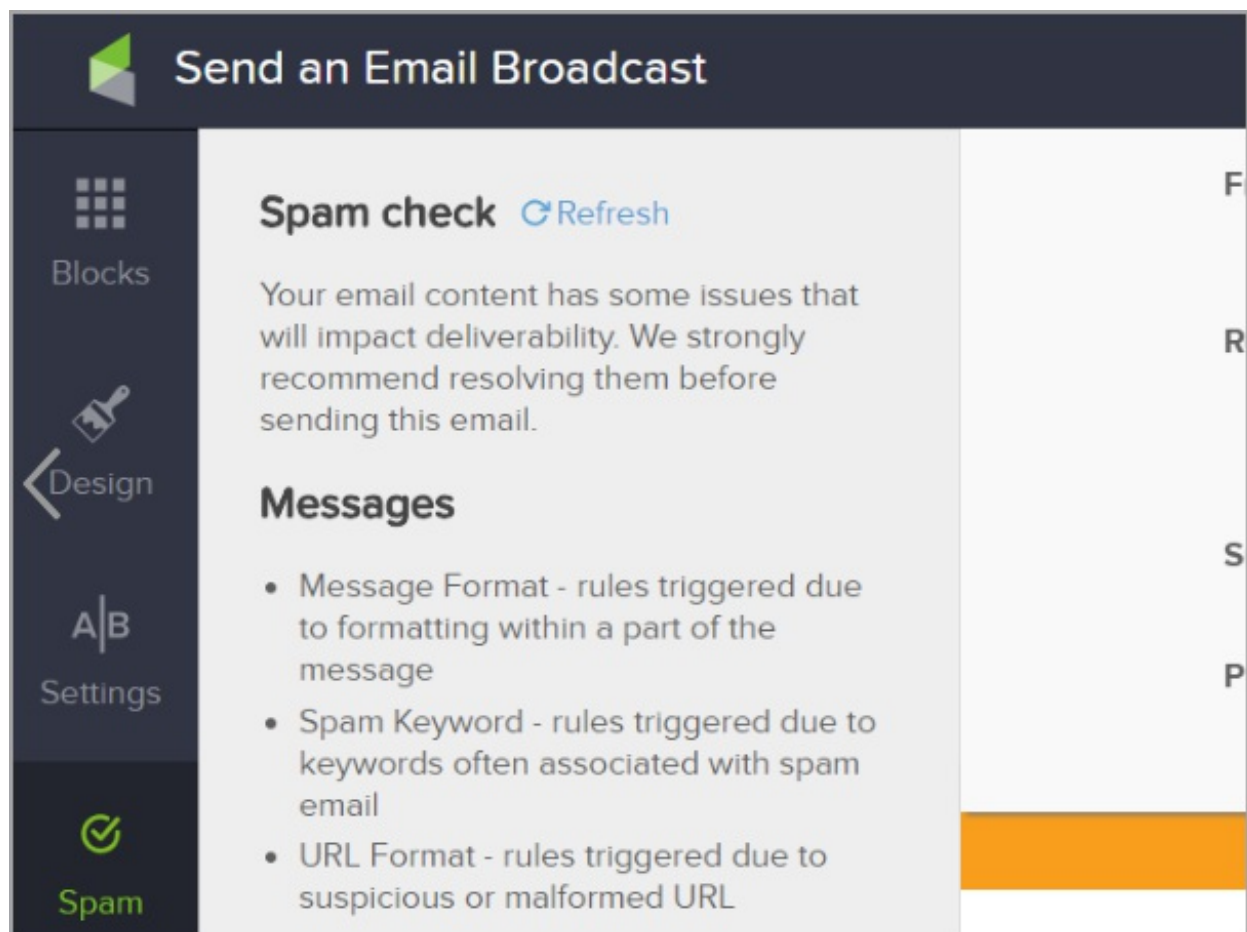 Send an Email Broadcast
Blocks
Design
A|B
Settings
Spam
Spam check Refresh
Your email content has some issues that
will impact deliverability. We strongly
recommend resolving them before
sending this email.
Messages
• Message Format - rules triggered due
to formatting within a part of the
message
• Spam Keyword - rules triggered due to
keywords often associated with spam
email
• URL Format - rules triggered due to
suspicious or malformed URL
F
R
S
P